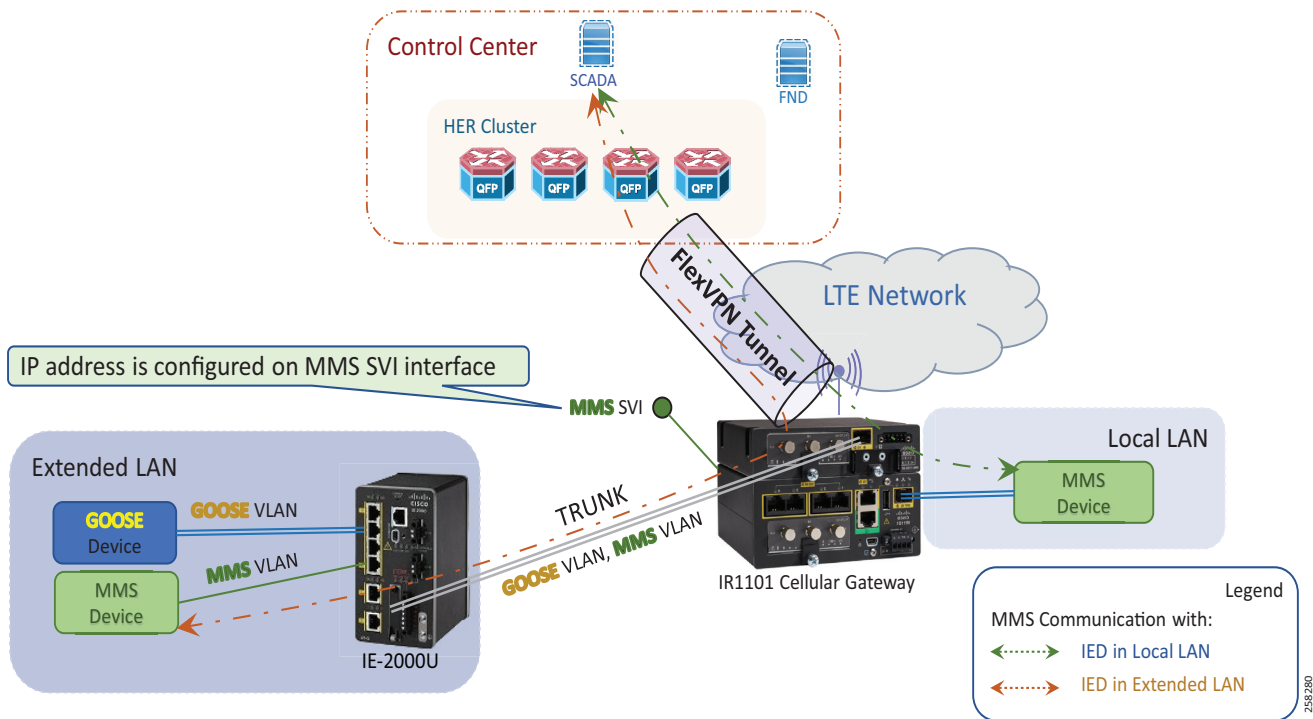 Control Center
SCADA
FND
HER Cluster
QFP
QFP
QFP
QFP
FlexVPN Tunnel
LTE Network
IP address is configured on MMS SVI interface
MMS SVI
Extended LAN
GOOSE
Device
GOOSE VLAN
MMS
Device
MMS VLAN
CISCO
IE-2000U
TRUNK
GOOSE VLAN, MMS VLAN
IR1101 Cellular Gateway
Local LAN
MMS
Device
Legend
MMS Communication with:
IED in Local LAN
IED in Extended LAN
258280